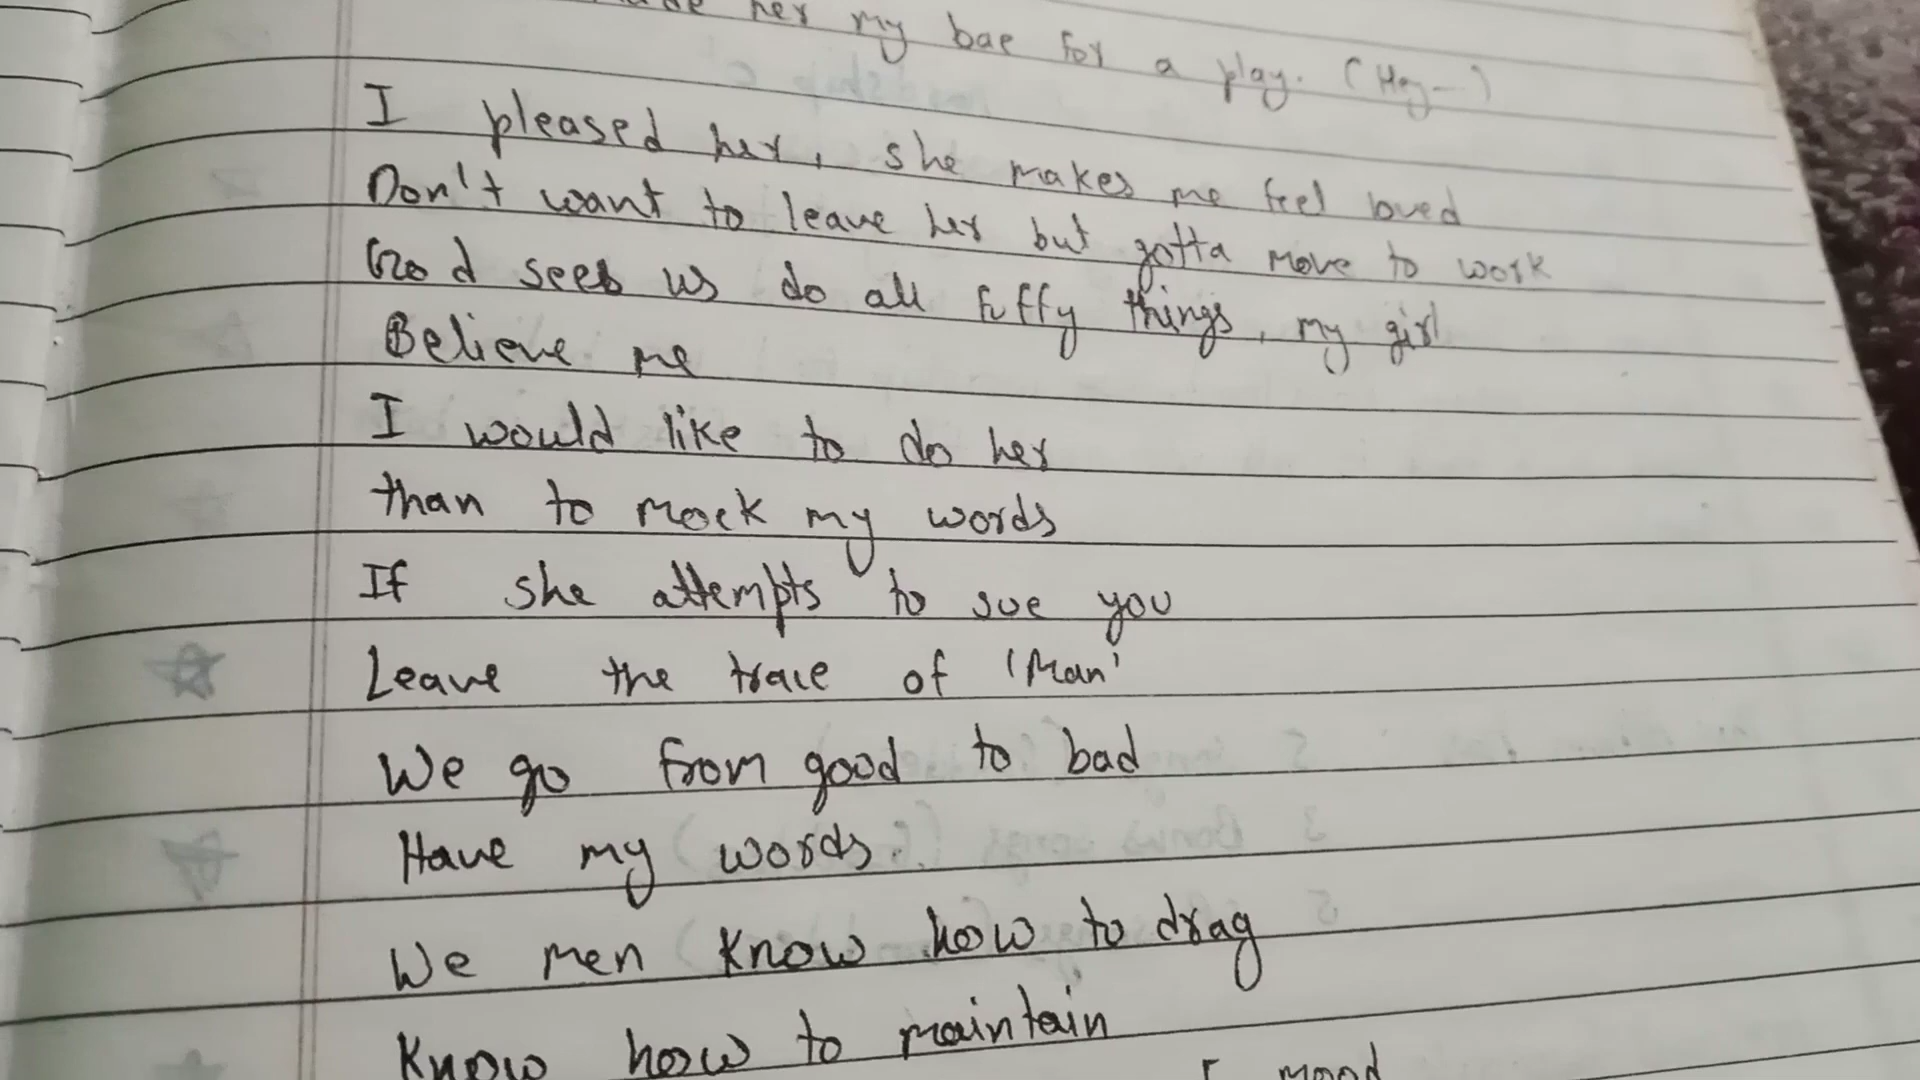 her my bae for a play. (Hey-)
I pleased her, she makes me feel loved
Don't want to leave her but gotta move to work
God sees us do all fuffy things, my girl
Believe me
I would like to do her
than to mock my words
If she attempts to sue you
Leave the trace of 'Man'
We go from good to bad
Have my words.
We men know how to drag
Know how to maintain
I mood